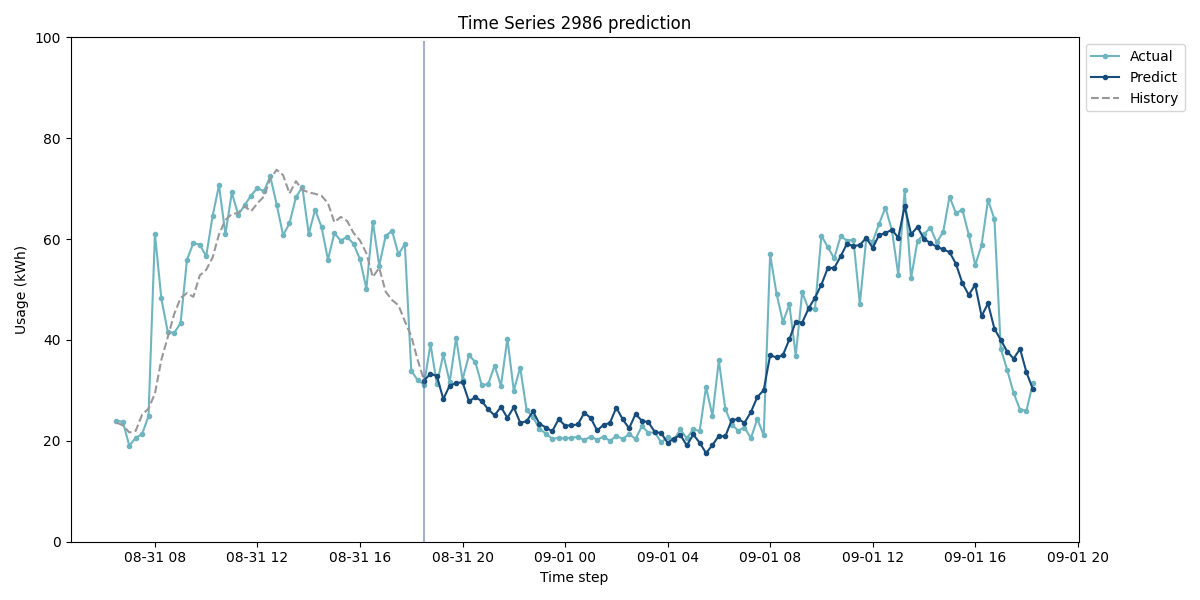 Time Series 2986 prediction
100
80
60
40
20
0
Usage (kWh)
08-31 08
08-31 12
08-31 16
08-31 20
09-01 00
09-01 04
09-01 08
09-01 12
09-01 16
09-01 20
Time step
Actual
Predict
History